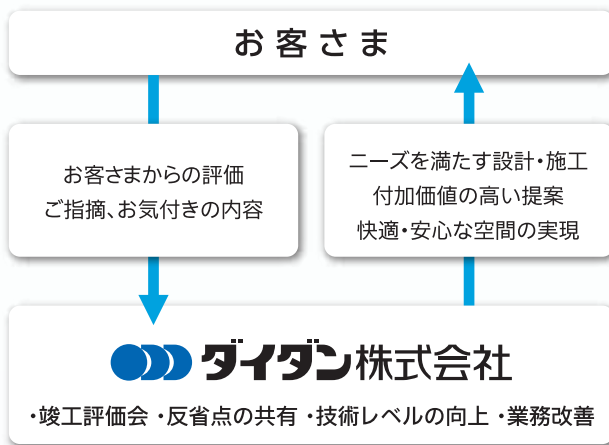 お客さま
お客さまからの評価
ご指摘、お気付きの内容
ニーズを満たす設計・施工
付加価値の高い提案
快適・安心な空間の実現
ダイダン株式会社
・竣工評価会 ・反省点の共有 ・技術レベルの向上 ・業務改善